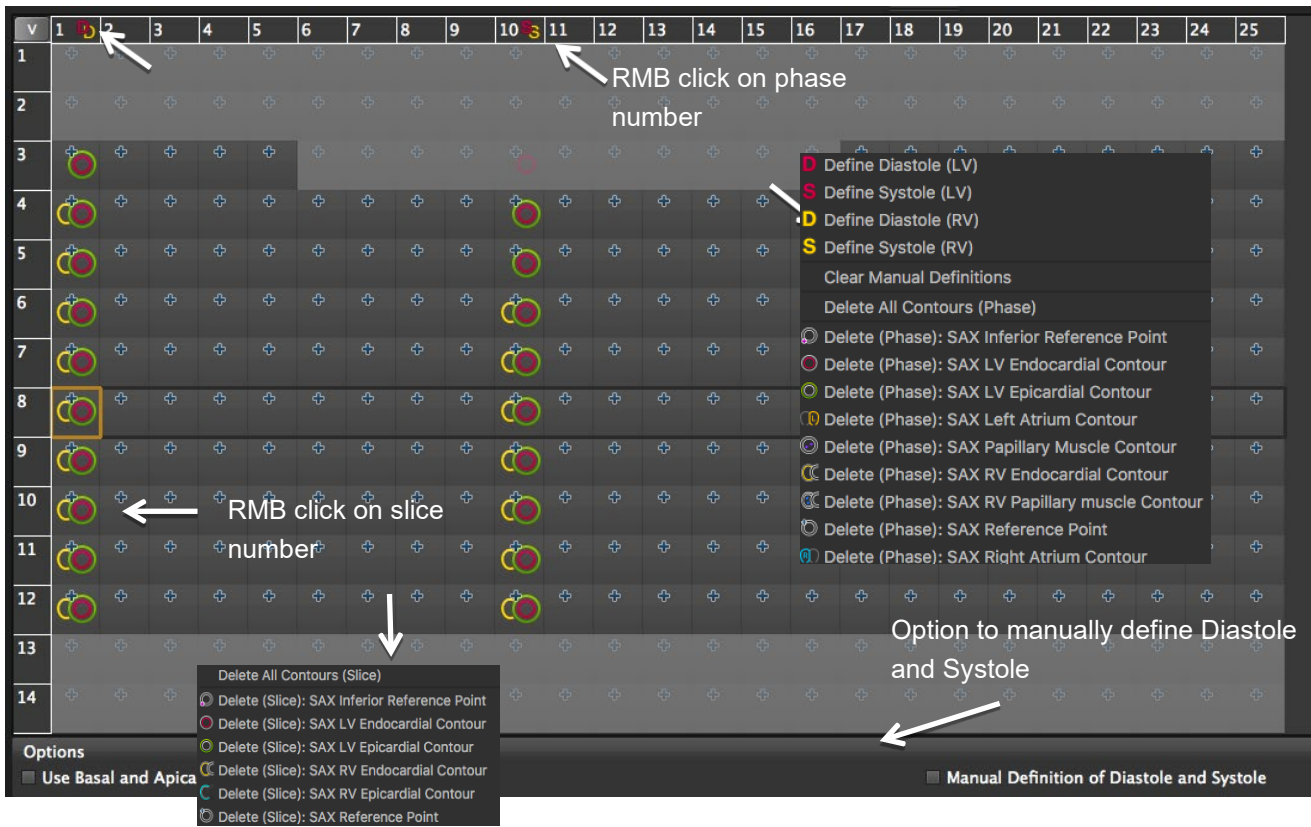 V 1 D D 2 3 4 5 6 7 8 9 10 S S 11 12 13 14 15 16 17 18 19 20 21 22 23 24 25
1
RMB click on phase
number
2
3
D Define Diastole (LV)
S Define Systole (LV)
4
D Define Diastole (RV)
S Define Systole (RV)
5
Clear Manual Definitions
6
Delete All Contours (Phase)
Delete (Phase): SAX Inferior Reference Point
7
Delete (Phase): SAX LV Endocardial Contour
Delete (Phase): SAX LV Epicardial Contour
8
Delete (Phase): SAX Left Atrium Contour
Delete (Phase): SAX Papillary Muscle Contour
9
Delete (Phase): SAX RV Endocardial Contour
10
Delete (Phase): SAX RV Papillary muscle Contour
RMB click on slice
number
Delete (Phase): SAX Reference Point
11
Delete (Phase): SAX Right Atrium Contour
12
Option to manually define Diastole
and Systole
13
Delete All Contours (Slice)
14
Delete (Slice): SAX Inferior Reference Point
Delete (Slice): SAX LV Endocardial Contour
Options
Delete (Slice): SAX LV Epicardial Contour
Use Basal and Apica
Delete (Slice): SAX RV Endocardial Contour
Manual Definition of Diastole and Systole
Delete (Slice): SAX RV Epicardial Contour
Delete (Slice): SAX Reference Point